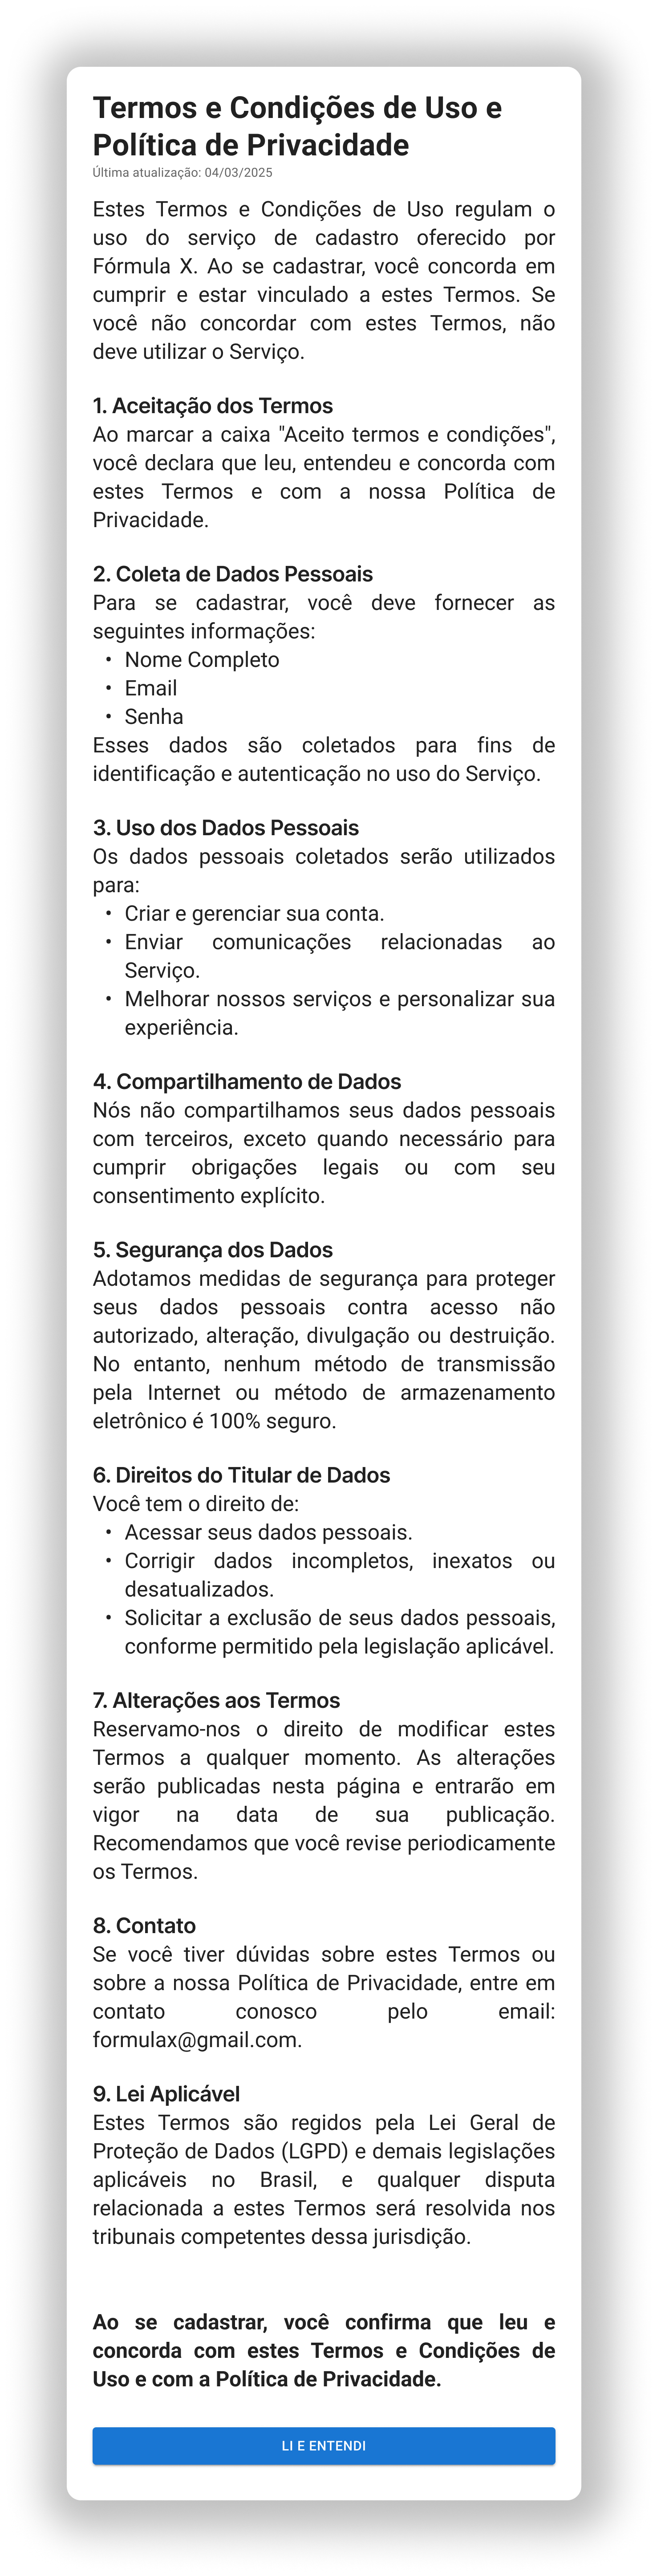 Termos e Condições de Uso e
Política de Privacidade
Última atualização: 04/03/2025
Estes Termos e Condições de Uso regulam o
uso do serviço de cadastro oferecido por
Fórmula X. Ao se cadastrar, você concorda em
cumprir e estar vinculado a estes Termos. Se
você não concordar com estes Termos, não
deve utilizar o Serviço.
1. Aceitação dos Termos
Ao marcar a caixa "Aceito termos e condições",
você declara que leu, entendeu e concorda com
estes Termos e com a nossa Política de
Privacidade.
2. Coleta de Dados Pessoais
Para se cadastrar, você deve fornecer as
seguintes informações:
• Nome Completo
• Email
• Senha
Esses dados são coletados para fins de
identificação e autenticação no uso do Serviço.
3. Uso dos Dados Pessoais
Os dados pessoais coletados serão utilizados
para:
• Criar e gerenciar sua conta.
• Enviar comunicações relacionadas ao
Serviço.
• Melhorar nossos serviços e personalizar sua
experiência.
4. Compartilhamento de Dados
Nós não compartilhamos seus dados pessoais
com terceiros, exceto quando necessário para
cumprir obrigações legais ou com seu
consentimento explícito.
5. Segurança dos Dados
Adotamos medidas de segurança para proteger
seus dados pessoais contra acesso não
autorizado, alteração, divulgação ou destruição.
No entanto, nenhum método de transmissão
pela Internet ou método de armazenamento
eletrônico é 100% seguro.
6. Direitos do Titular de Dados
Você tem o direito de:
• Acessar seus dados pessoais.
• Corrigir dados incompletos, inexatos ou
desatualizados.
• Solicitar a exclusão de seus dados pessoais,
conforme permitido pela legislação aplicável.
7. Alterações aos Termos
Reservamo-nos o direito de modificar estes
Termos a qualquer momento. As alterações
serão publicadas nesta página e entrarão em
vigor na data de sua publicação.
Recomendamos que você revise periodicamente
os Termos.
8. Contato
Se você tiver dúvidas sobre estes Termos ou
sobre a nossa Política de Privacidade, entre em
contato conosco pelo email:
formulax@gmail.com.
9. Lei Aplicável
Estes Termos são regidos pela Lei Geral de
Proteção de Dados (LGPD) e demais legislações
aplicáveis no Brasil, e qualquer disputa
relacionada a estes Termos será resolvida nos
tribunais competentes dessa jurisdição.
Ao se cadastrar, você confirma que leu e
concorda com estes Termos e Condições de
Uso e com a Política de Privacidade.
LI E ENTENDI